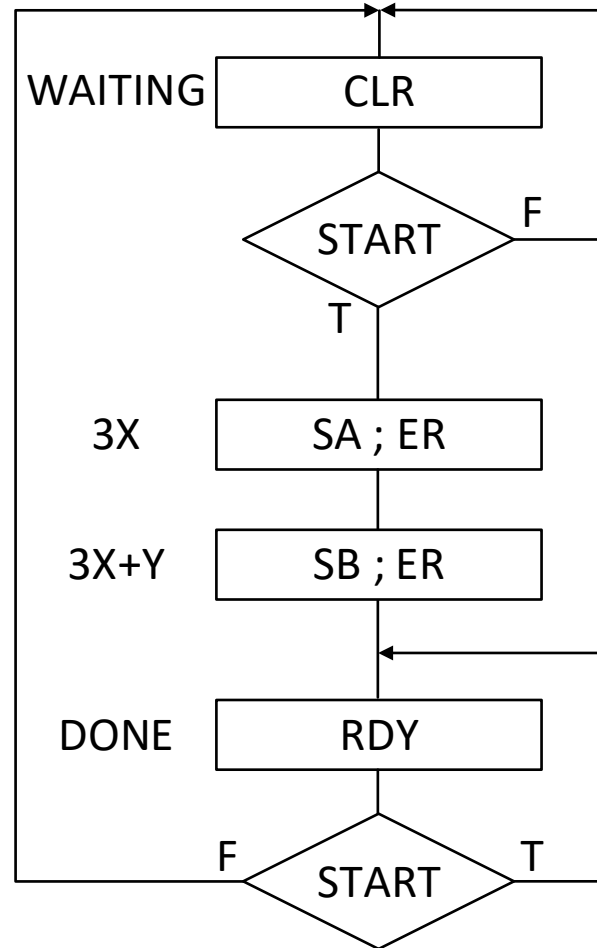 WAITING CLR
START F
T
3X SA ; ER
3X+Y SB ; ER
DONE RDY
F START T